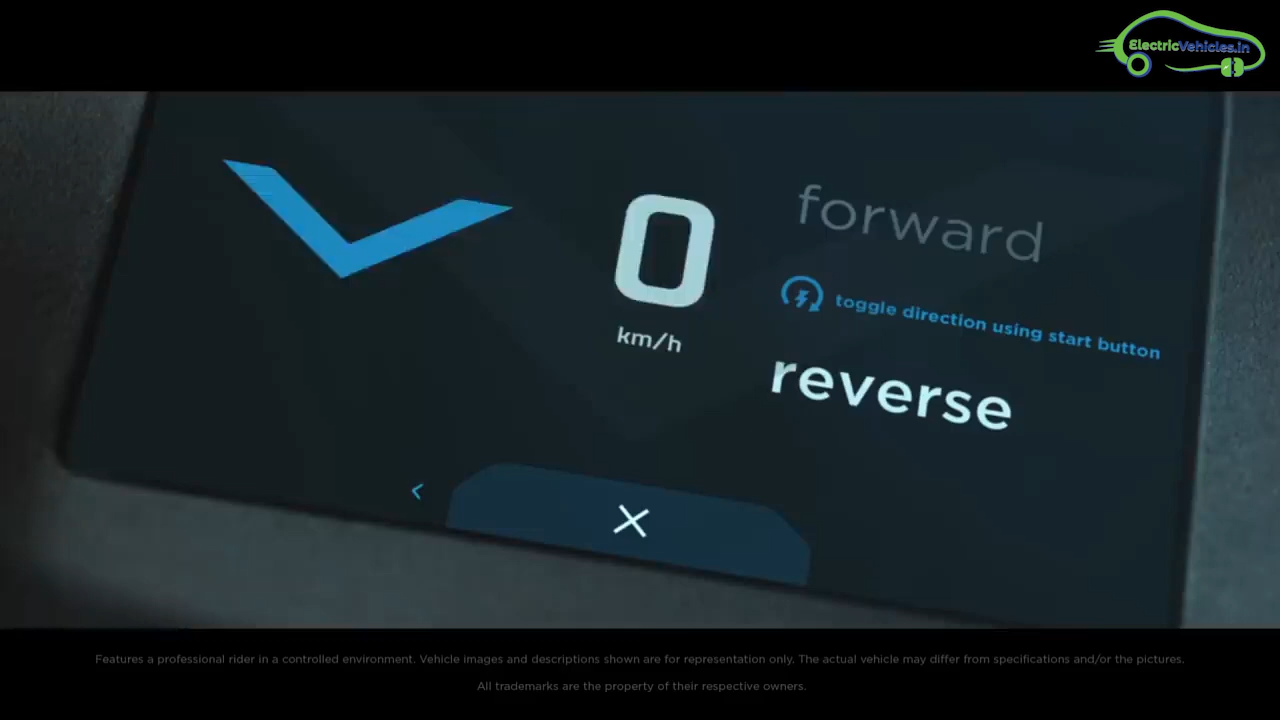 ElectricVehicles.in
forward
0
toggle direction using start button
km/h
reverse
Features a professional rider in a controlled environment. Vehicle images and descriptions shown are for representation only. The actual vehicle may differ from specifications and/or the pictures.
All trademarks are the property of their respective owners.